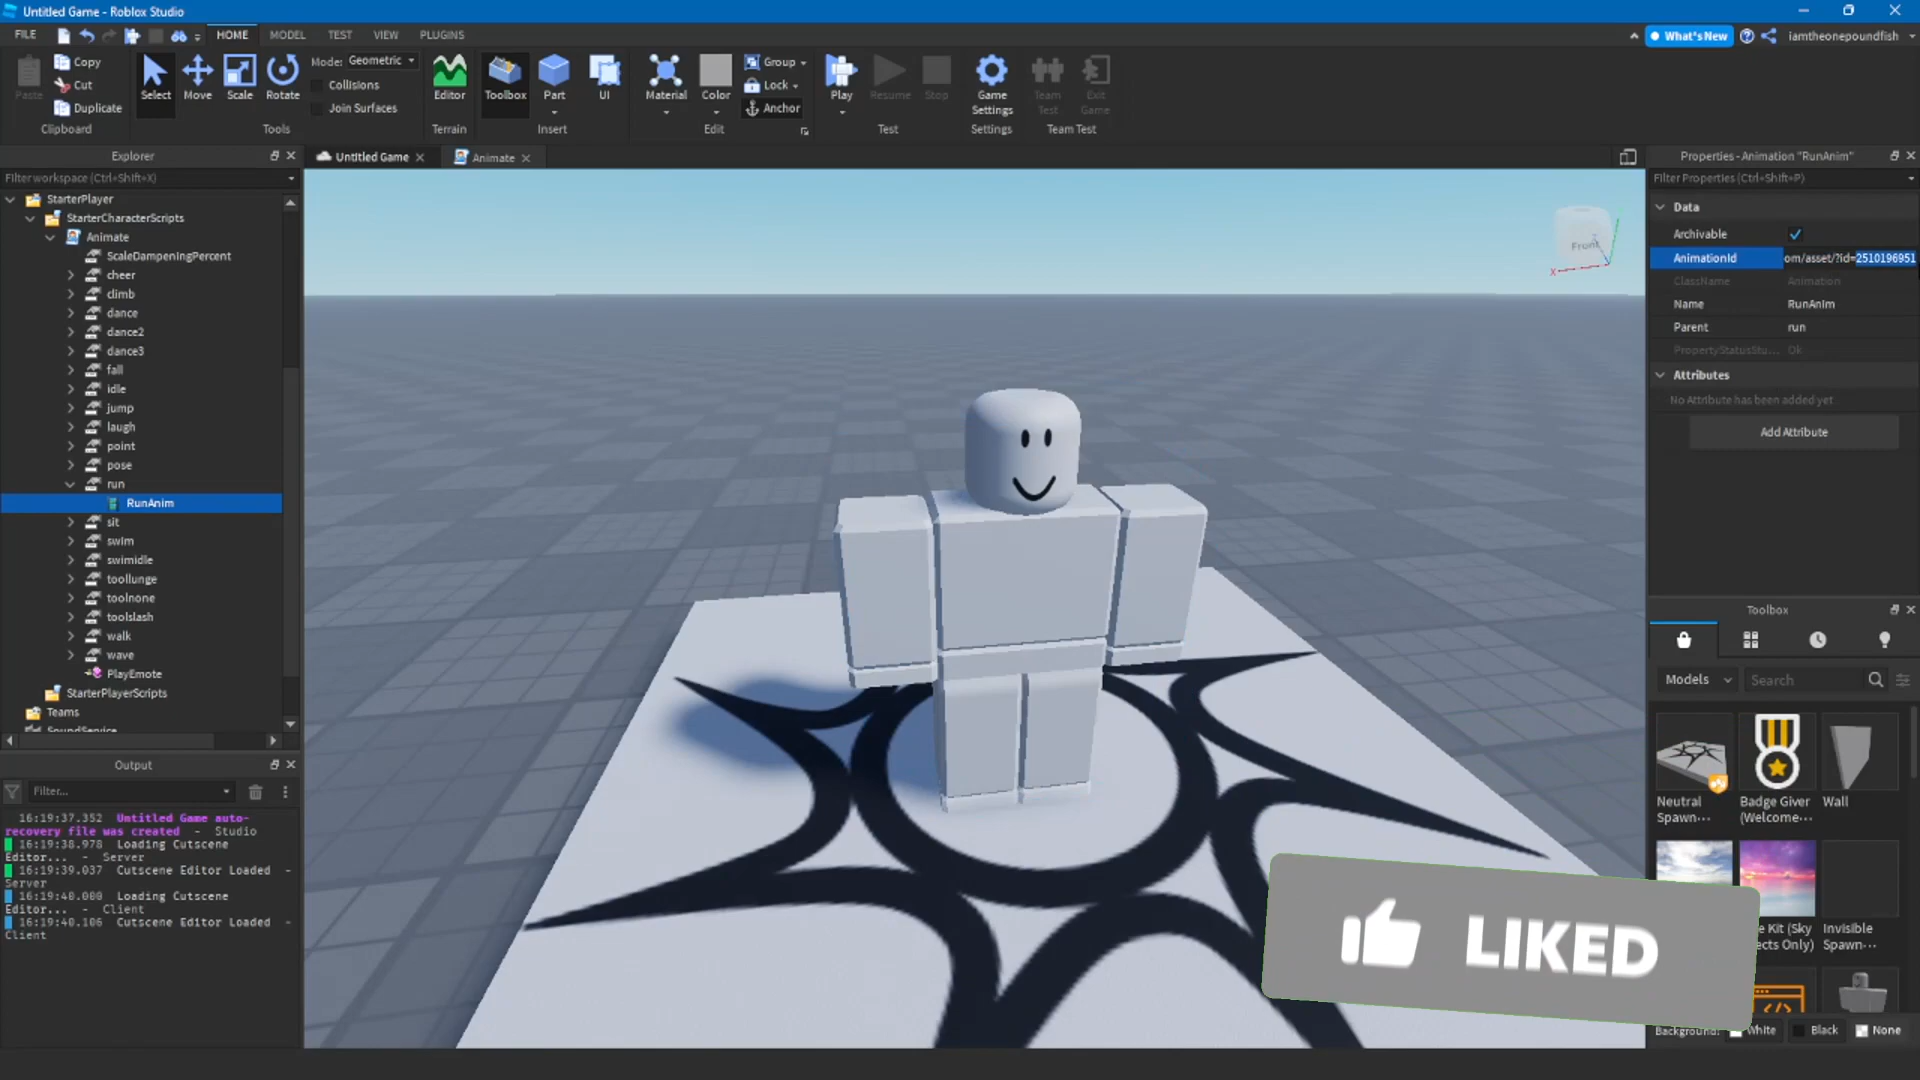 Untitled Game - Roblox Studio
FILE
HOME
MODEL
TEST
VIEW
PLUGINS
What's New
iamtheonepoundfish
Paste
Copy
Cut
Duplicate
Clipboard
Select
Move
Scale
Rotate
Mode: Geometric
Collisions
Join Surfaces
Tools
Editor
Terrain
Toolbox
Part
UI
Insert
Material
Color
Group
Lock
Anchor
Edit
Play
Resume
Stop
Test
Game
Settings
Settings
Team
Test
Exit
Game
Team Test
Explorer
Untitled Game
Animate
Properties - Animation "RunAnim"
Filter workspace (Ctrl+Shift+X)
Filter Properties (Ctrl+Shift+P)
StarterPlayer
StarterCharacterScripts
Animate
ScaleDampeningPercent
cheer
climb
dance
dance2
dance3
fall
idle
jump
laugh
point
pose
run
RunAnim
sit
swim
swimidle
toollunge
toolnone
toolslash
walk
wave
PlayEmote
StarterPlayerScripts
Teams
SoundService
Front
X
Data
Archivable
AnimationId om/asset/?id=2510196951
ClassName Animation
Name RunAnim
Parent run
PropertyStatusStu... Ok
Attributes
No Attribute has been added yet
Add Attribute
Output
Filter...
16:19:37.352 Untitled Game auto-
recovery file was created - Studio
16:19:38.978 Loading Cutscene
Editor... - Server
16:19:39.037 Cutscene Editor Loaded -
Server
16:19:40.000 Loading Cutscene
Editor... - Client
16:19:40.106 Cutscene Editor Loaded -
Client
Toolbox
Models
Search
Neutral
Spawn...
Badge Giver
(Welcome...
Wall
e Kit (Sky
ects Only)
Invisible
Spawn...
Background:
White
Black
None
LIKED